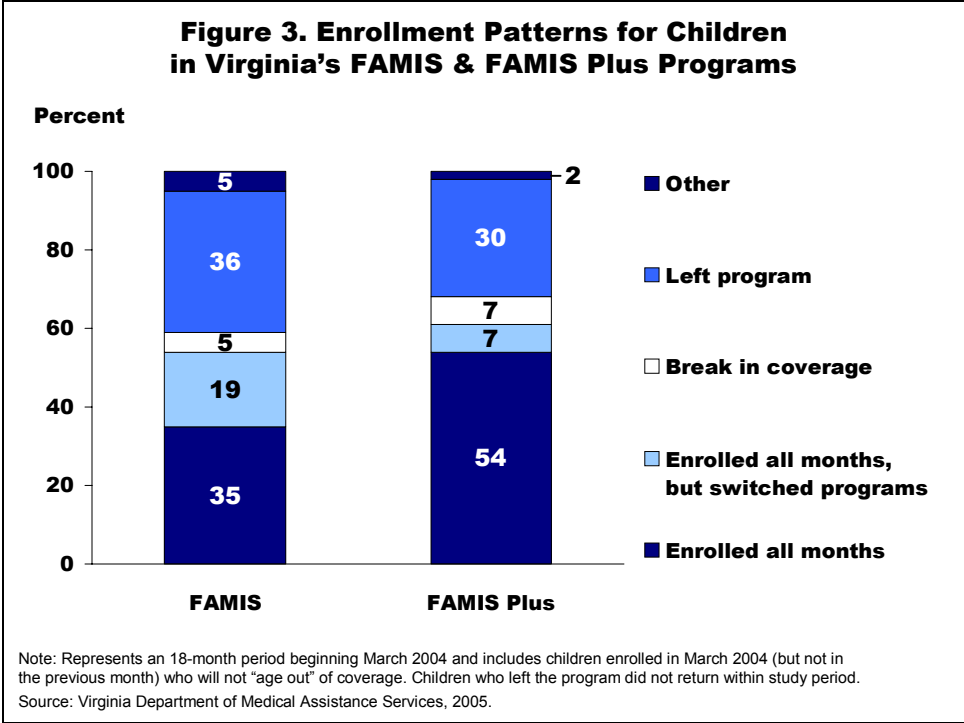 Figure 3. Enrollment Patterns for Children
in Virginia’s FAMIS & FAMIS Plus Programs
Percent
100
80
60
40
20
0
5
36
5
19
35
2
30
7
7
54
FAMIS
FAMIS Plus
Other
Left program
Break in coverage
Enrolled all months,
but switched programs
Enrolled all months
Note: Represents an 18-month period beginning March 2004 and includes children enrolled in March 2004 (but not in
the previous month) who will not “age out” of coverage. Children who left the program did not return within study period.
Source: Virginia Department of Medical Assistance Services, 2005.